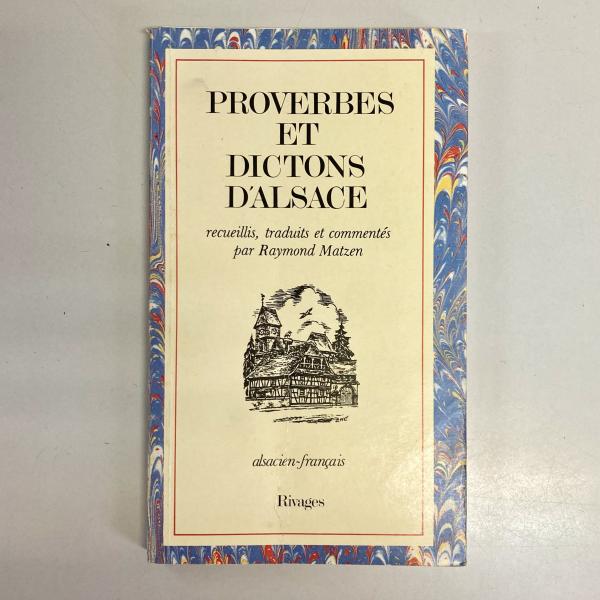 PROVERBES
ET
DICTONS
D'ALSACE
recueillis, traduits et commentés
par Raymond Matzen
alsacien-français
Rivages